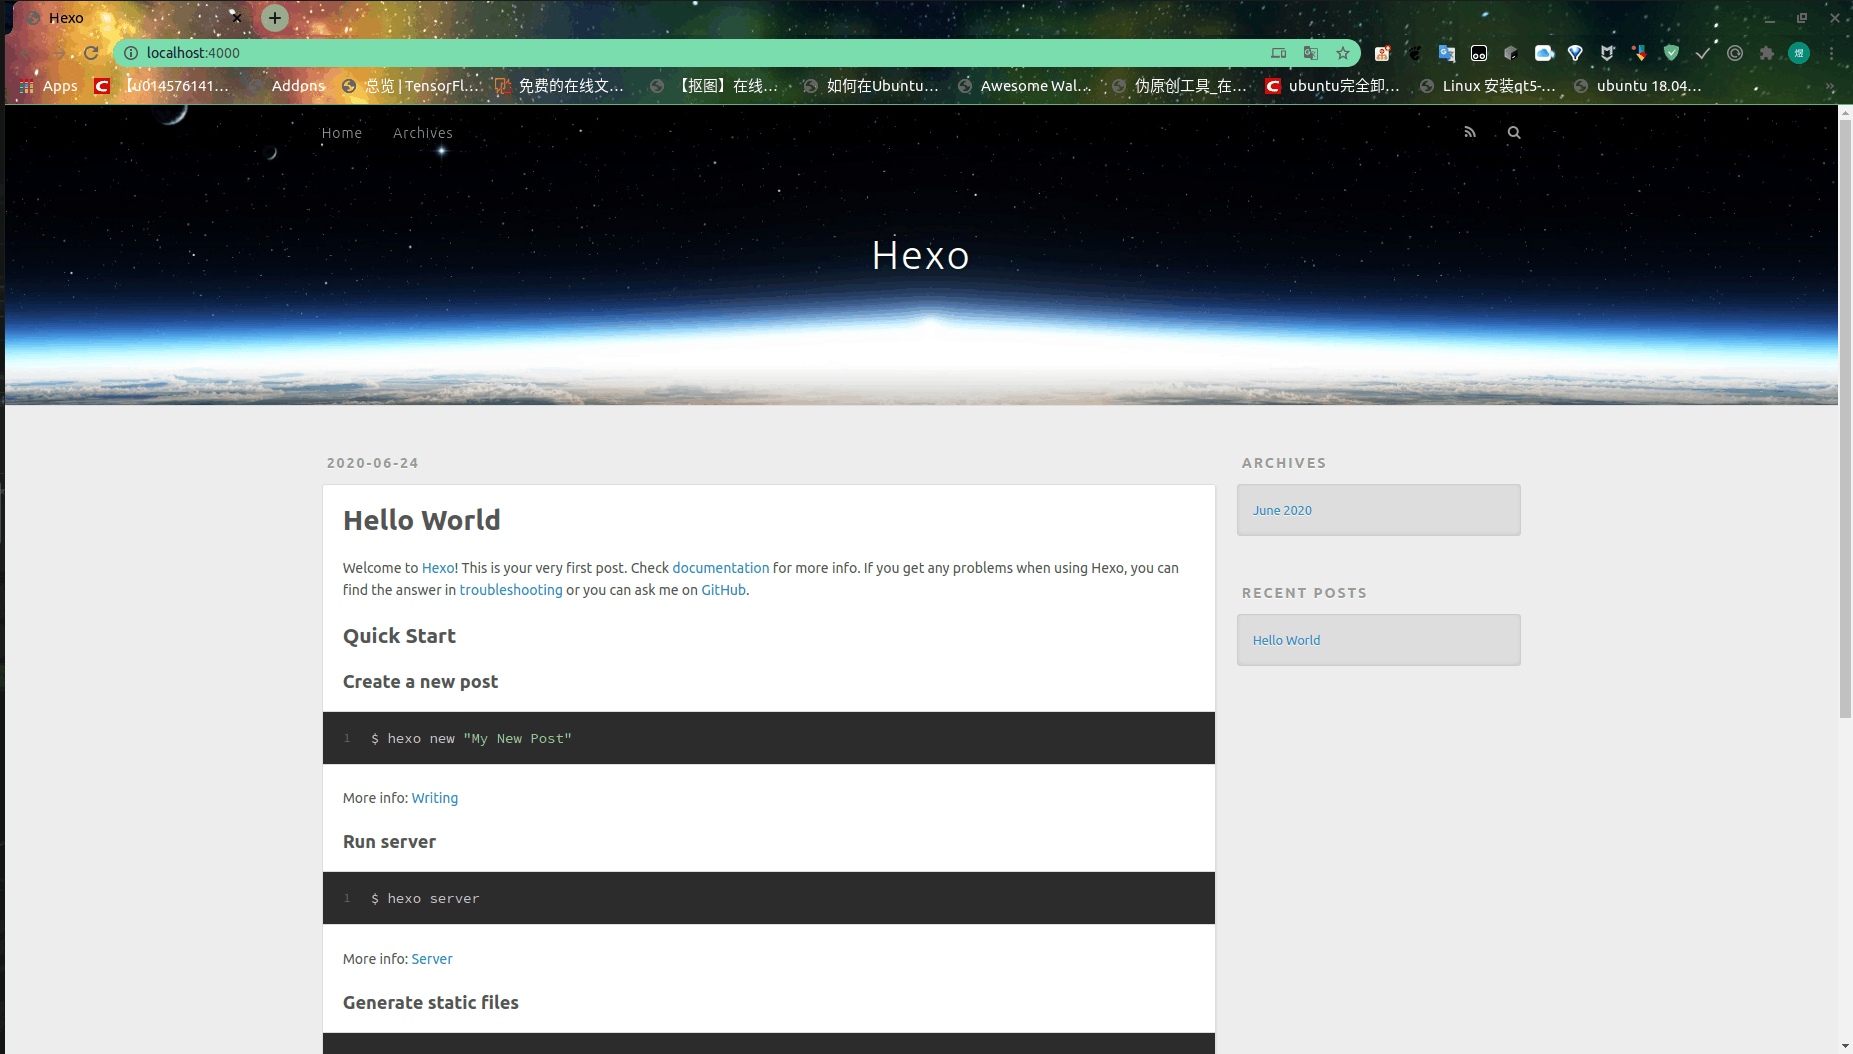 Hexo
localhost:4000
Apps 【u014576141... Addons 总览 | TensorFl... 免费的在线文... 【抠图】在线... 如何在Ubuntu... Awesome Wal... 伪原创工具_在... ubuntu完全卸... Linux 安装qt5-... ubuntu 18.04...
Home Archives
Hexo
2020-06-24
Hello World
Welcome to Hexo! This is your very first post. Check documentation for more info. If you get any problems when using Hexo, you can
find the answer in troubleshooting or you can ask me on GitHub.
Quick Start
Create a new post
1 $ hexo new "My New Post"
More info: Writing
Run server
1 $ hexo server
More info: Server
Generate static files
ARCHIVES
June 2020
RECENT POSTS
Hello World